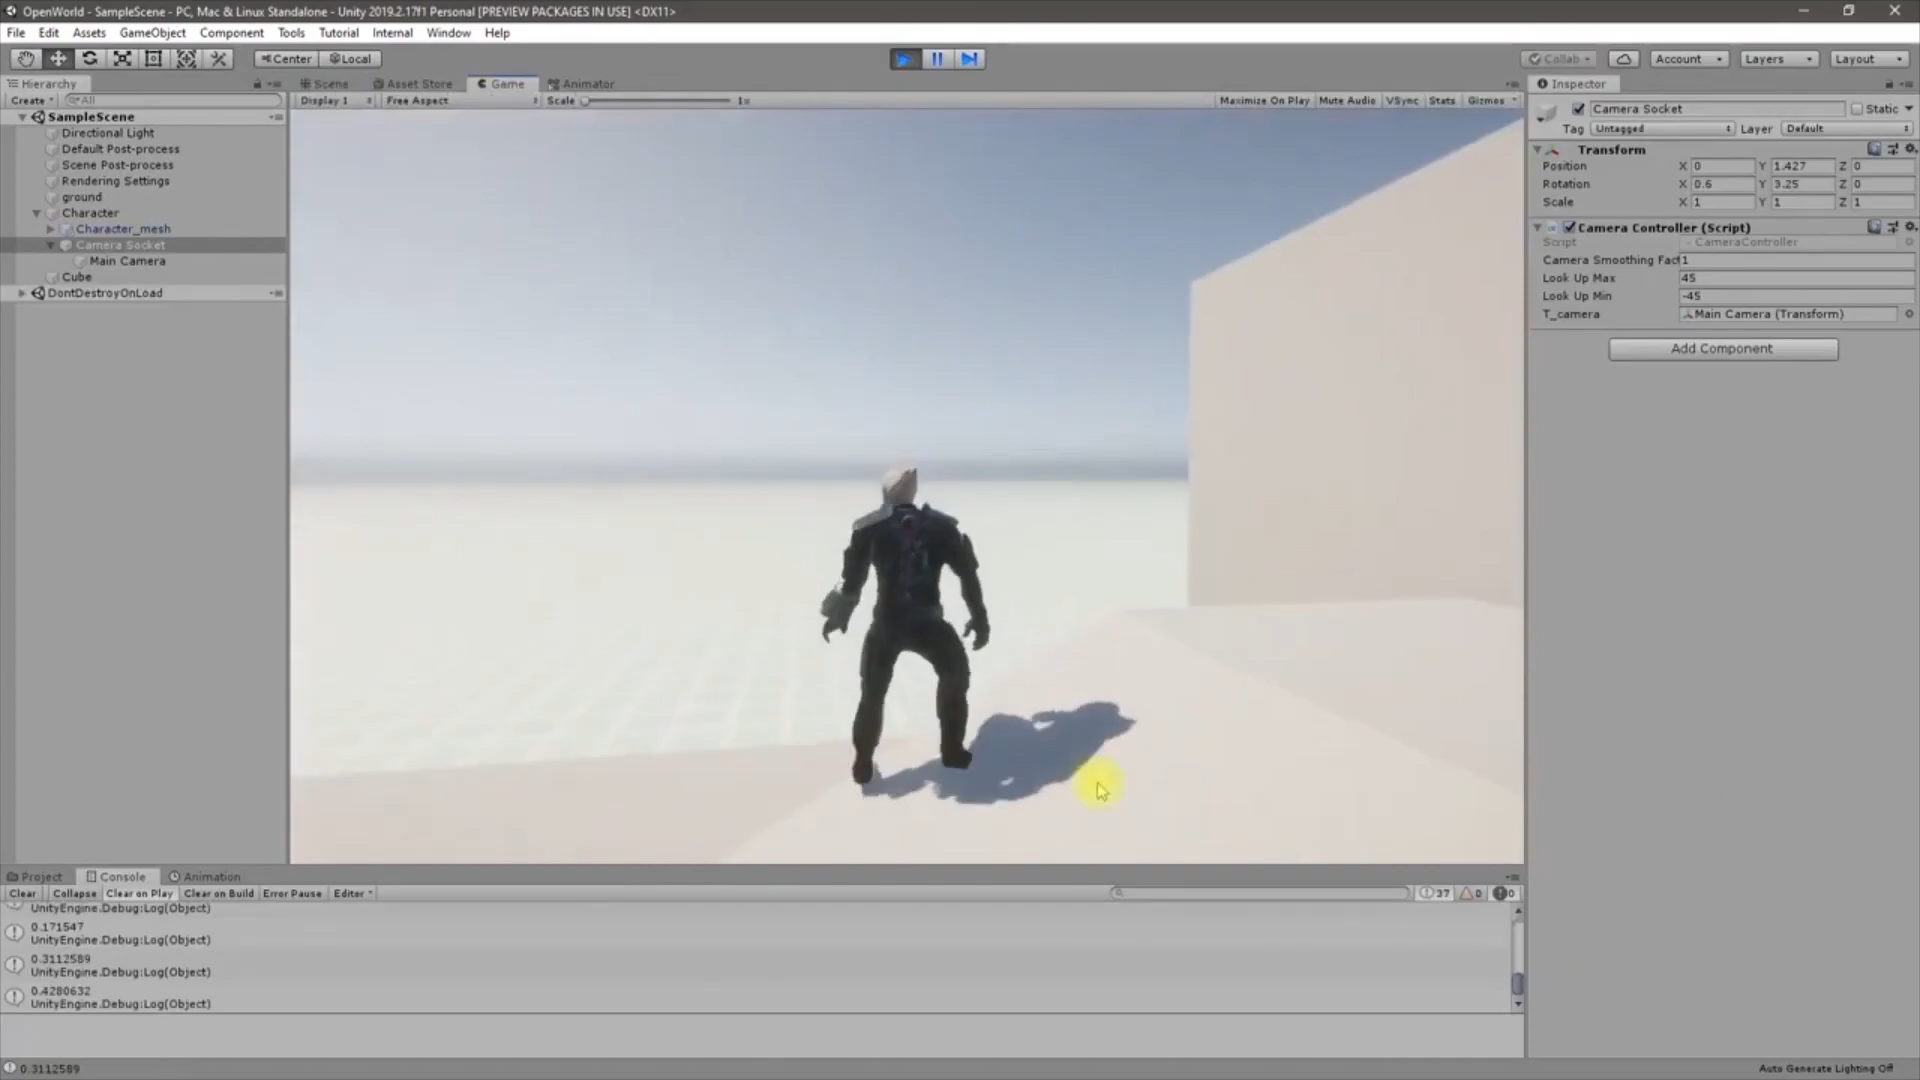 OpenWorld - SampleScene - PC, Mac & Linux Standalone - Unity 2019.2.17f1 Personal [PREVIEW PACKAGES IN USE] <DX11>
File Edit Assets GameObject Component Tools Tutorial Internal Window Help
Center Local Collab Account Layers Layout
Hierarchy Scene Asset Store Game Animator Inspector
Create All Display 1 Free Aspect Scale 1x Maximize On Play Mute Audio VSync Stats Gizmos
Camera Socket Static
SampleScene
Tag Untagged Layer Default
Directional Light
Default Post-process
Transform
Scene Post-process
Position X 0 Y 1.427 Z 0
Rendering Settings
Rotation X 0.6 Y 3.25 Z 0
ground
Scale X 1 Y 1 Z 1
Character
Character_mesh
Camera Controller (Script)
Camera Socket
Script CameraController
Main Camera
Camera Smoothing Fact 1
Cube
Look Up Max 45
DontDestroyOnLoad
Look Up Min -45
T_camera Main Camera (Transform)
Add Component
Project Console Animation
Clear Collapse Clear on Play Clear on Build Error Pause Editor 37 0 0
UnityEngine.Debug:Log(Object)
0.171547
UnityEngine.Debug:Log(Object)
0.3112589
UnityEngine.Debug:Log(Object)
0.4280632
UnityEngine.Debug:Log(Object)
0.3112589 Auto Generate Lighting Off